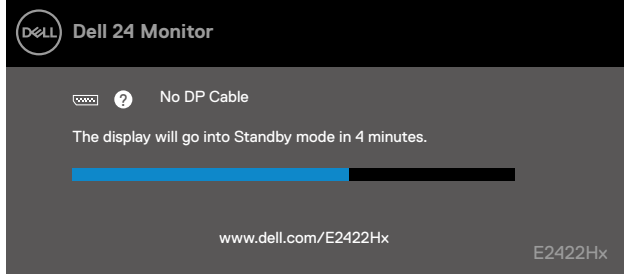 DELL Dell 24 Monitor
? No DP Cable
The display will go into Standby mode in 4 minutes.
www.dell.com/E2422Hx
E2422Hx